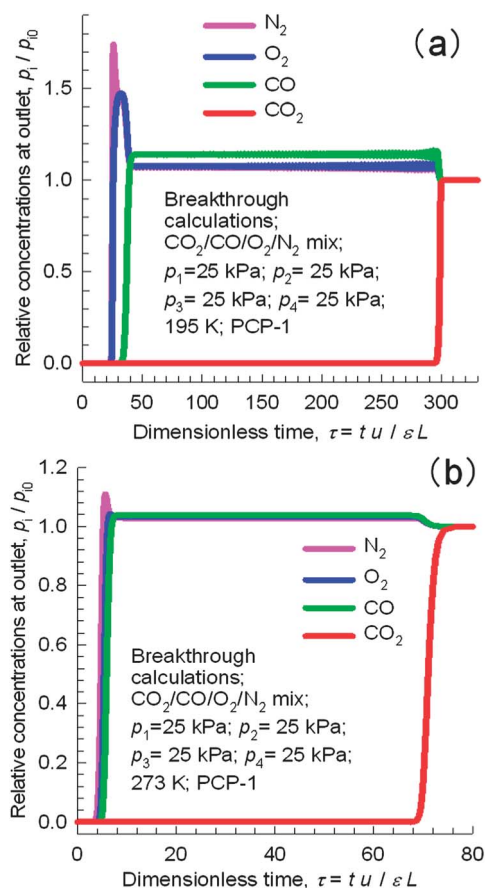 (a)
N2
O2
CO
CO2
Relative concentrations at outlet, pi / pi0
1.5
1.0
0.5
0.0
Breakthrough
calculations;
CO2/CO/O2/N2 mix;
p1=25 kPa; p2= 25 kPa;
p3= 25 kPa; p4= 25 kPa;
195 K; PCP-1
0 50 100 150 200 250 300
Dimensionless time, τ = t u / ε L
(b)
Relative concentrations at outlet, pi / pi0
1.2
1.0
0.8
0.6
0.4
0.2
0.0
N2
O2
CO
CO2
Breakthrough
calculations;
CO2/CO/O2/N2 mix;
p1=25 kPa; p2= 25 kPa;
p3= 25 kPa; p4= 25 kPa;
273 K; PCP-1
0 20 40 60 80
Dimensionless time, τ = t u / ε L